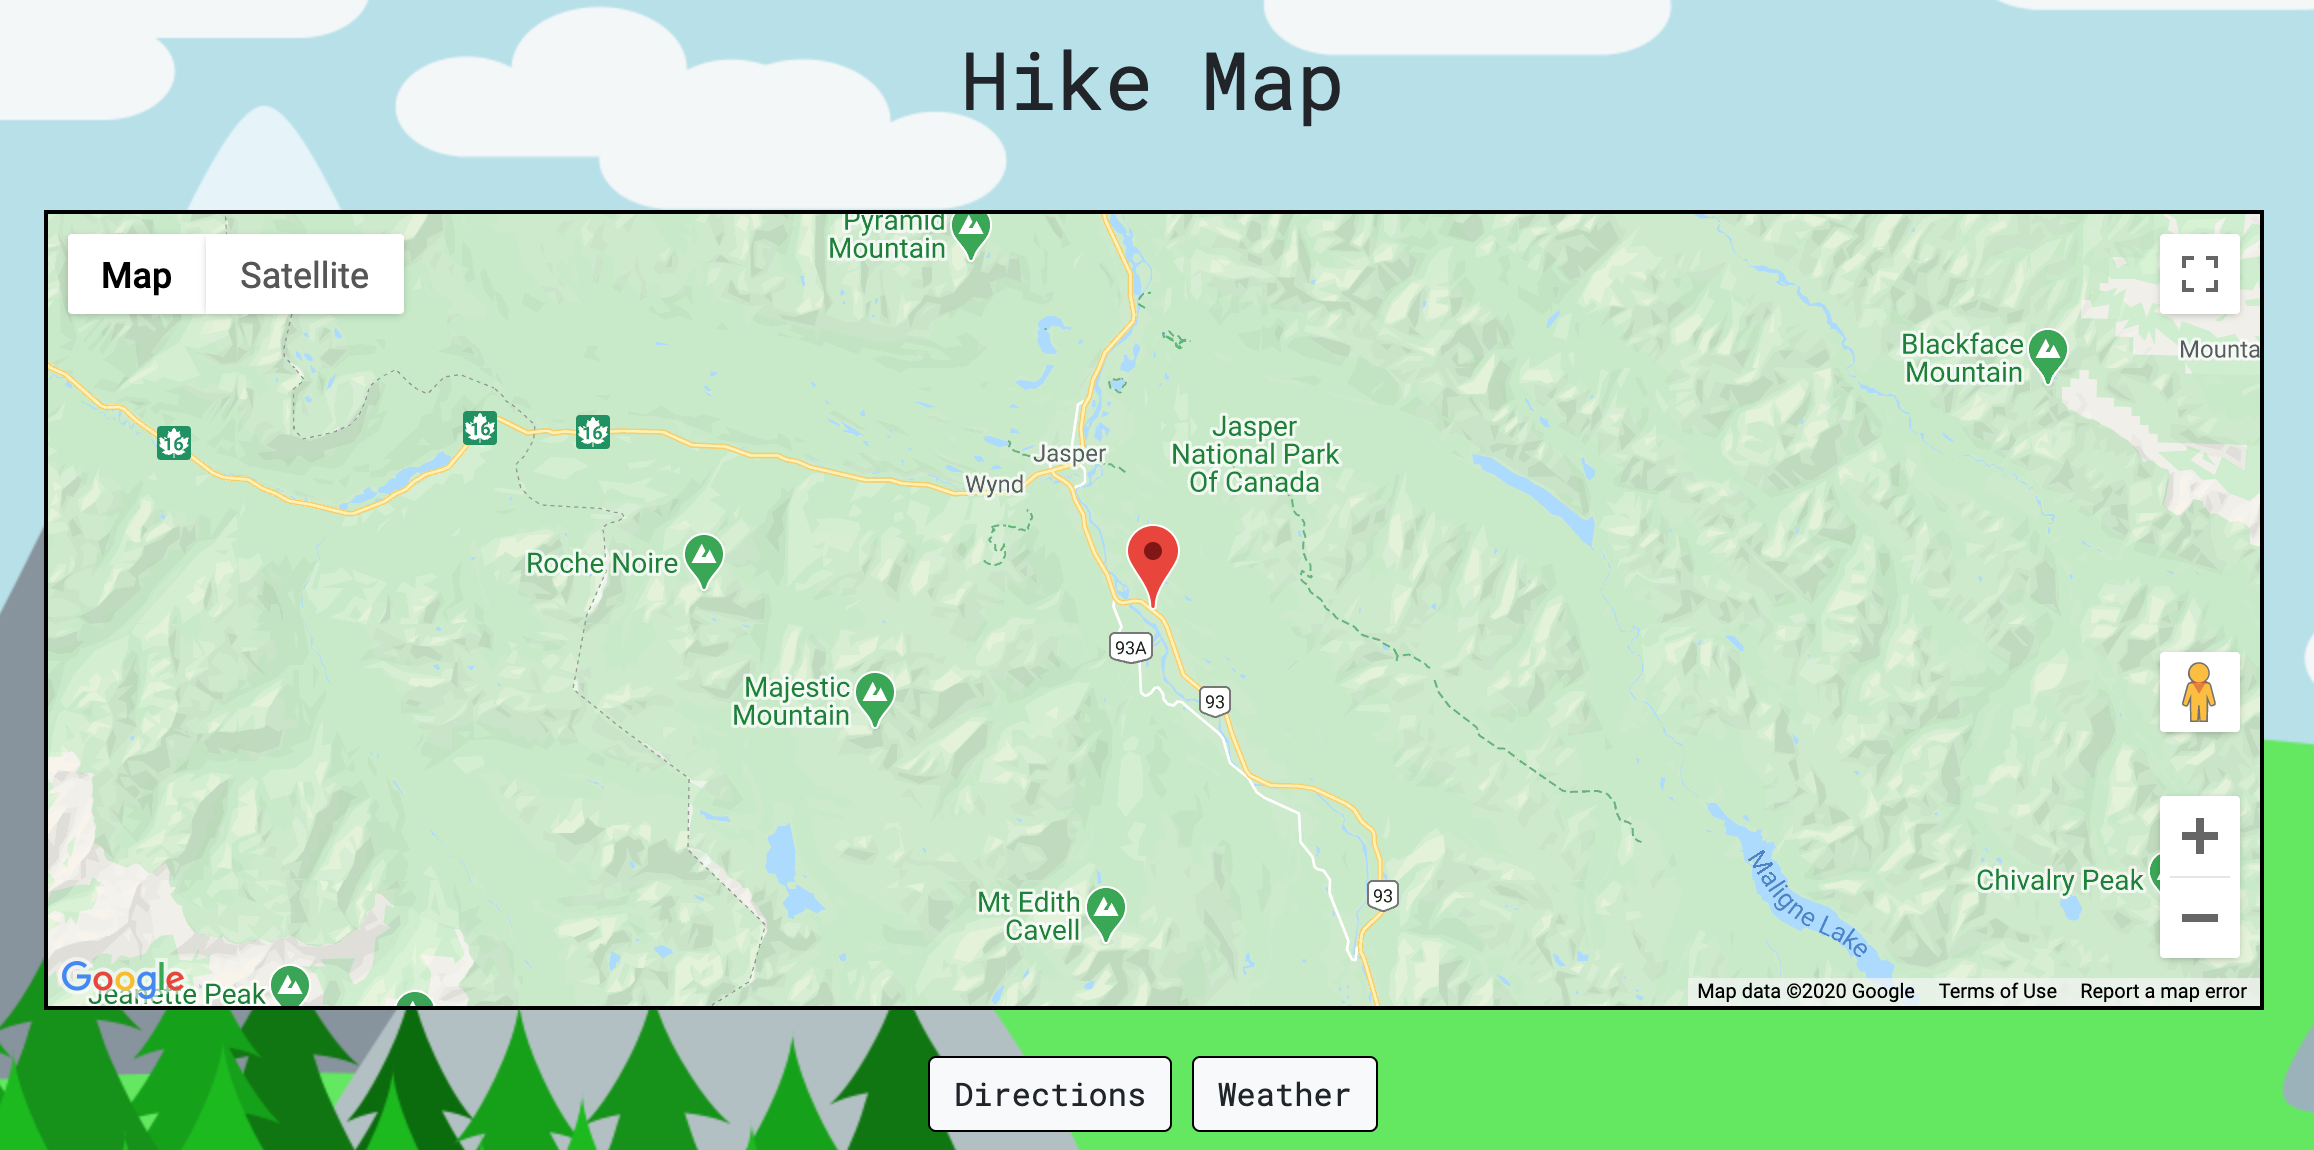 Hike Map
Pyramid
Mountain
Map
Satellite
Blackface
Mountain
Mounta
16
16
16
Jasper
National Park
Of Canada
Jasper
Wynd
Roche Noire
93A
Majestic
Mountain
93
Maligne Lake
Chivalry Peak
Mt Edith
Cavell
93
Google
Jeanette Peak
Map data ©2020 Google
Terms of Use
Report a map error
Directions
Weather